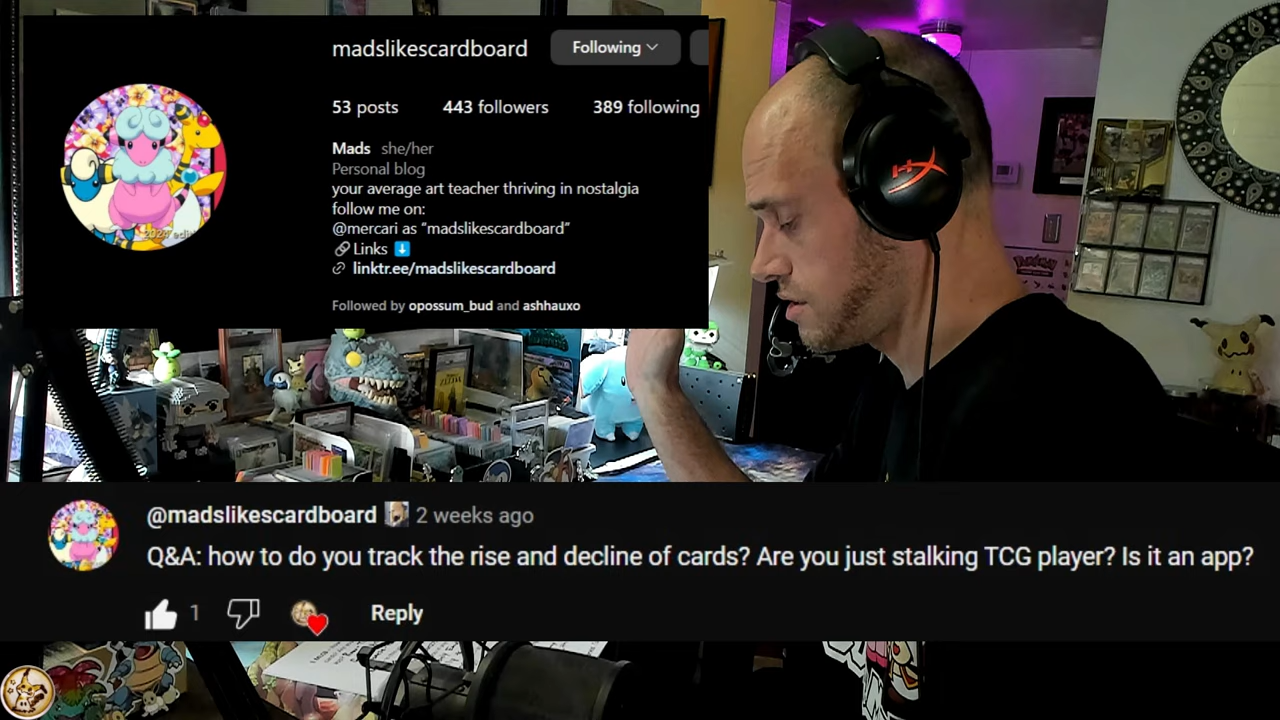 madslikescardboard
Following
53 posts
443 followers
389 following
Mads she/her
Personal blog
your average art teacher thriving in nostalgia
follow me on:
@mercari as “madslikescardboard”
Links
linktr.ee/madslikescardboard
Followed by opossum_bud and ashhauxo
HX
@madslikescardboard 2 weeks ago
Q&A: how to do you track the rise and decline of cards? Are you just stalking TCG player? Is it an app?
1
Reply